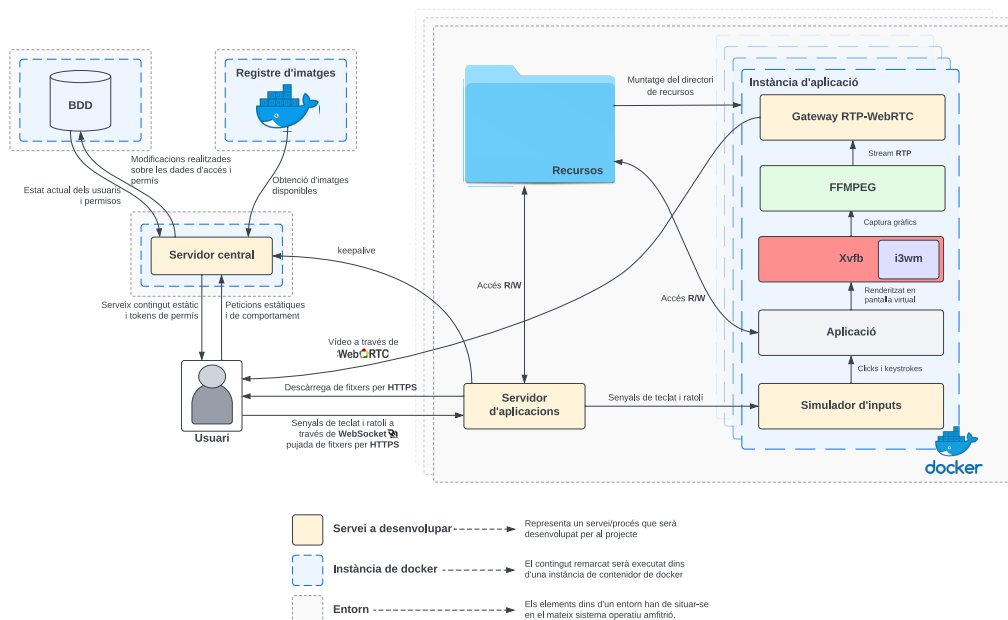 BDD
Registre d'imatges
Modificacions realitzades
sobre les dades d'accés i
permís
Estat actual dels usuaris
i permisos
Obtenció d'imatges
disponibles
Servidor central
keepalive
Serveix contingut estàtic
i tokens de permís
Peticions estàtiques
i de comportament
Usuari
Vídeo a través de
WebRTC
Descàrrega de fitxers per HTTPS
Senyals de teclat i ratolí a
través de WebSocket
pujada de fitxers per HTTPS
Recursos
Accés R/W
Servidor
d'aplicacions
Muntatge del directori
de recursos
Accés R/W
Senyals de teclat i ratolí
Instància d'aplicació
Gateway RTP-WebRTC
Stream RTP
FFMPEG
Captura gràfics
Xvfb
i3wm
Renderitzat en
pantalla virtual
Aplicació
Clicks i keystrokes
Simulador d'inputs
docker
Servei a desenvolupar
Representa un servei/procés que serà
desenvolupat per al projecte
Instància de docker
El contingut remarcat serà executat dins
d'una instància de contenidor de docker
Entorn
Els elements dins d'un entorn han de situar-se
en el mateix sistema operatiu amfitrió.